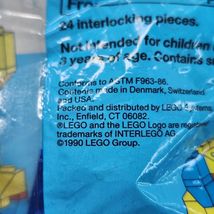 24 interlocking pieces.
Not intended for children
3 years of age. Contains
Conforms to ASTM F963-86.
Contents made in Denmark, Switzerland
and USA.
Packed and distributed by LEGO Systems,
Inc., Enfield, CT 06082.
®LEGO and the LEGO Logo are registered
trademarks of INTERLEGO AG
©1990 LEGO Group.